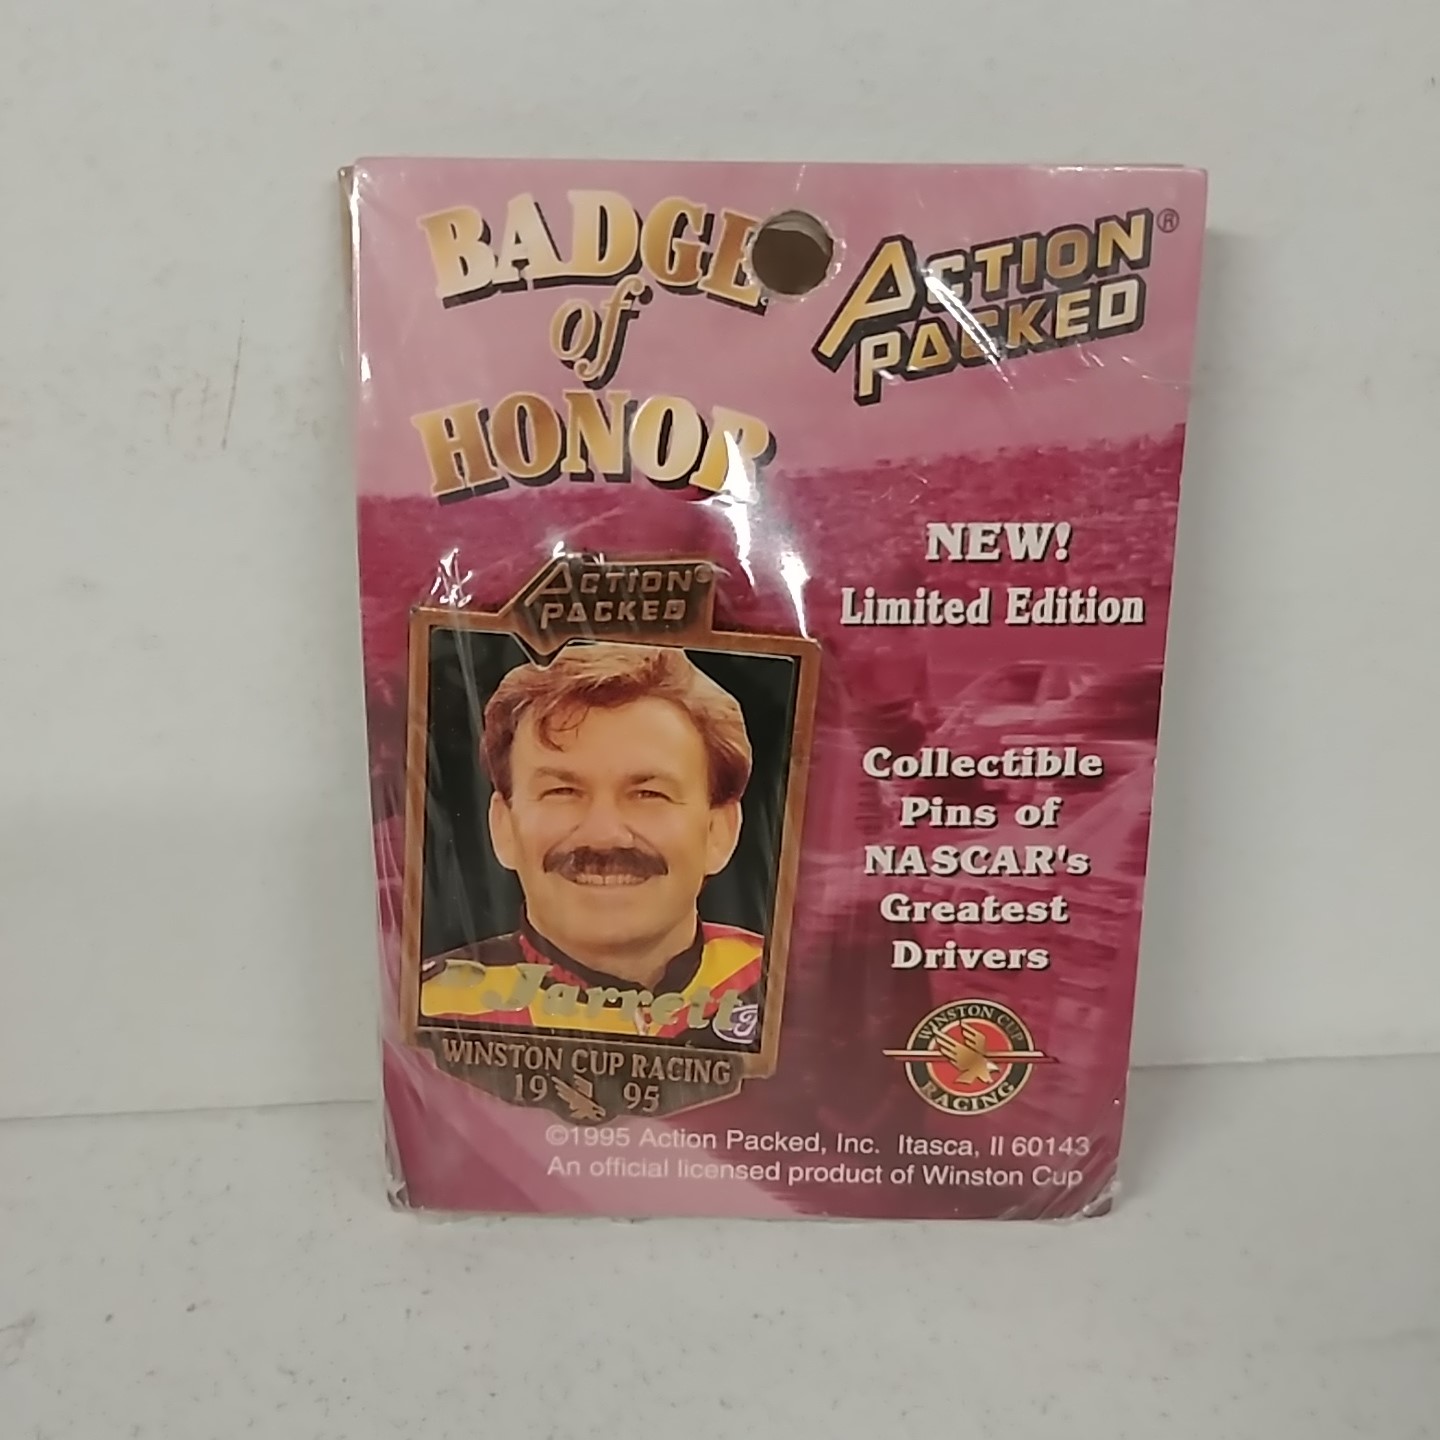 BADGE
of
HONOR
ACTION
PACKED®
NEW!
Limited Edition
ACTION®
PACKED
Collectible
Pins of
NASCAR's
Greatest
Drivers
D. Jarrett
WINSTON CUP RACING
19 95
WINSTON CUP
RACING
©1995 Action Packed, Inc. Itasca, Il 60143
An official licensed product of Winston Cup